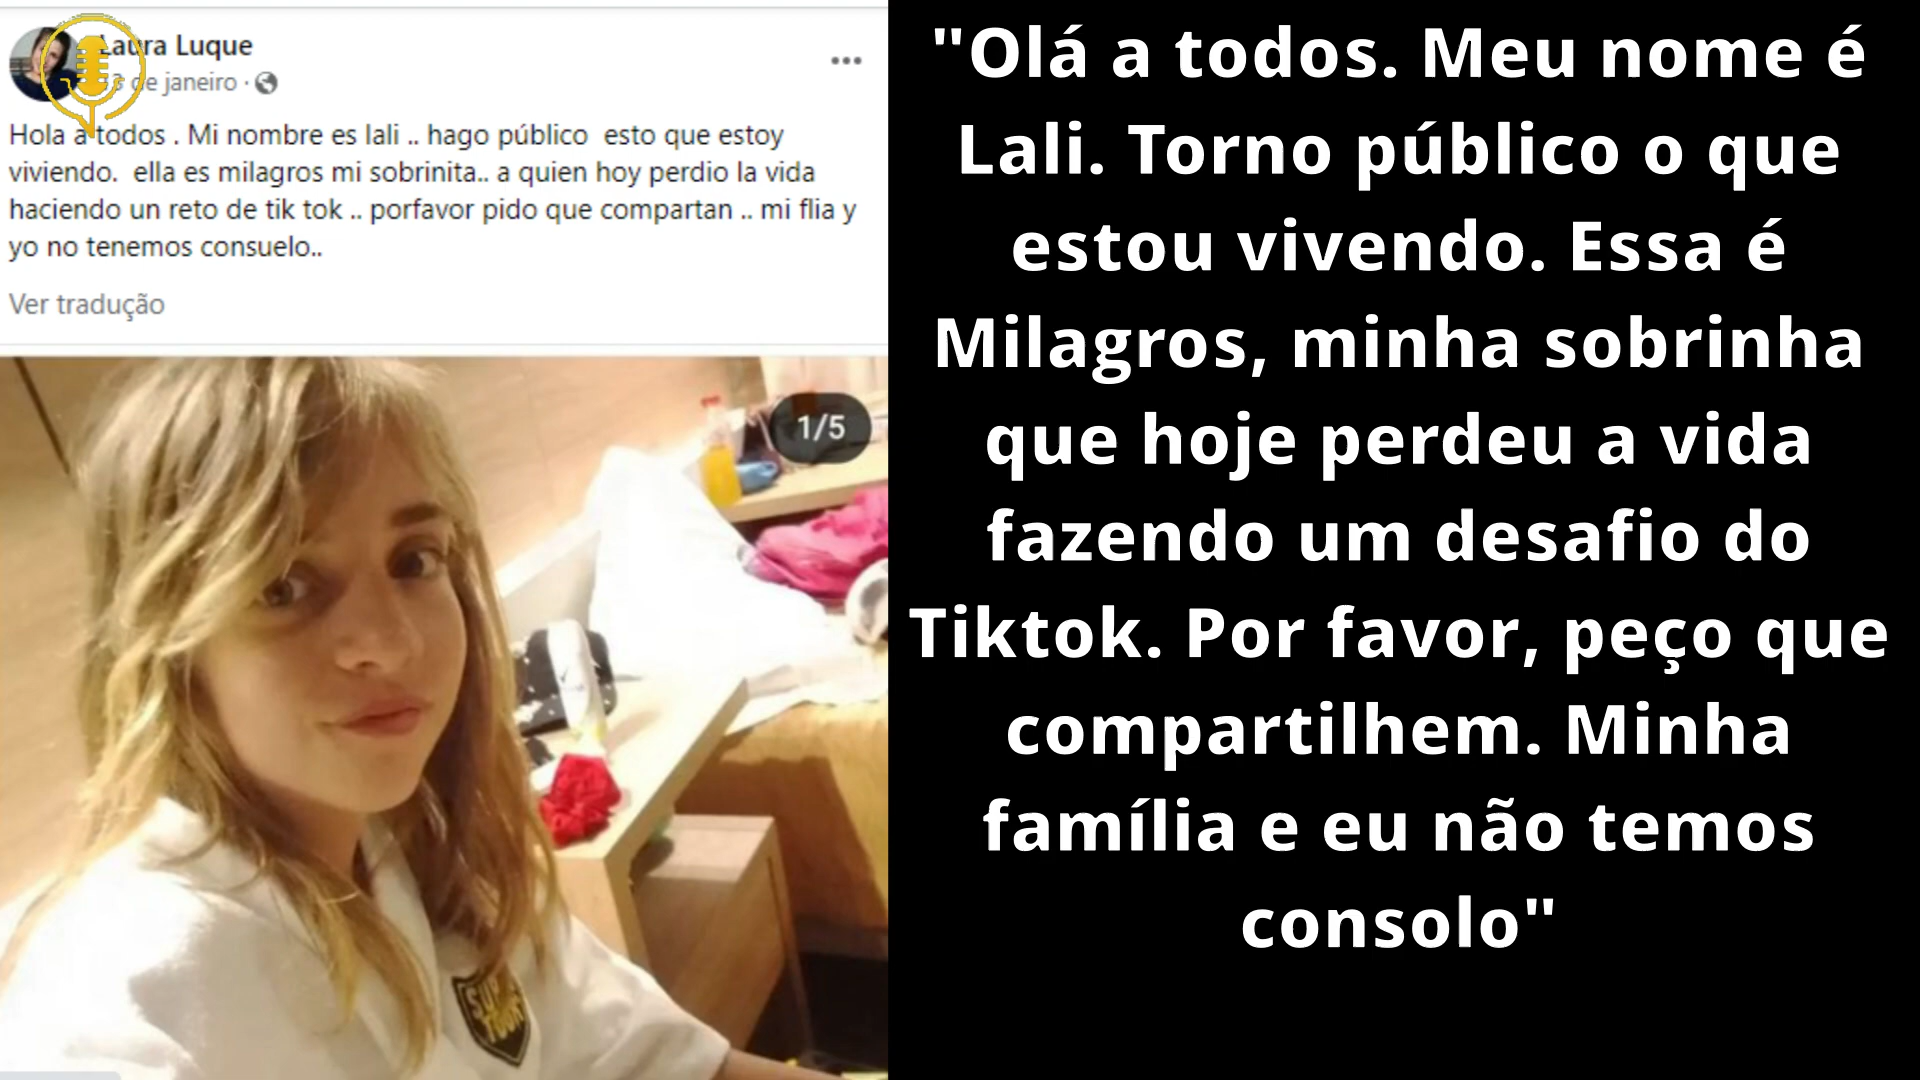 Laura Luque
13 de janeiro ·
Hola a todos . Mi nombre es lali .. hago público esto que estoy
viviendo. ella es milagros mi sobrinita.. a quien hoy perdio la vida
haciendo un reto de tik tok .. porfavor pido que compartan .. mi flia y
yo no tenemos consuelo..
Ver tradução
1/5
SUR
TOUR
"Olá a todos. Meu nome é
Lali. Torno público o que
estou vivendo. Essa é
Milagros, minha sobrinha
que hoje perdeu a vida
fazendo um desafio do
Tiktok. Por favor, peço que
compartilhem. Minha
família e eu não temos
consolo"